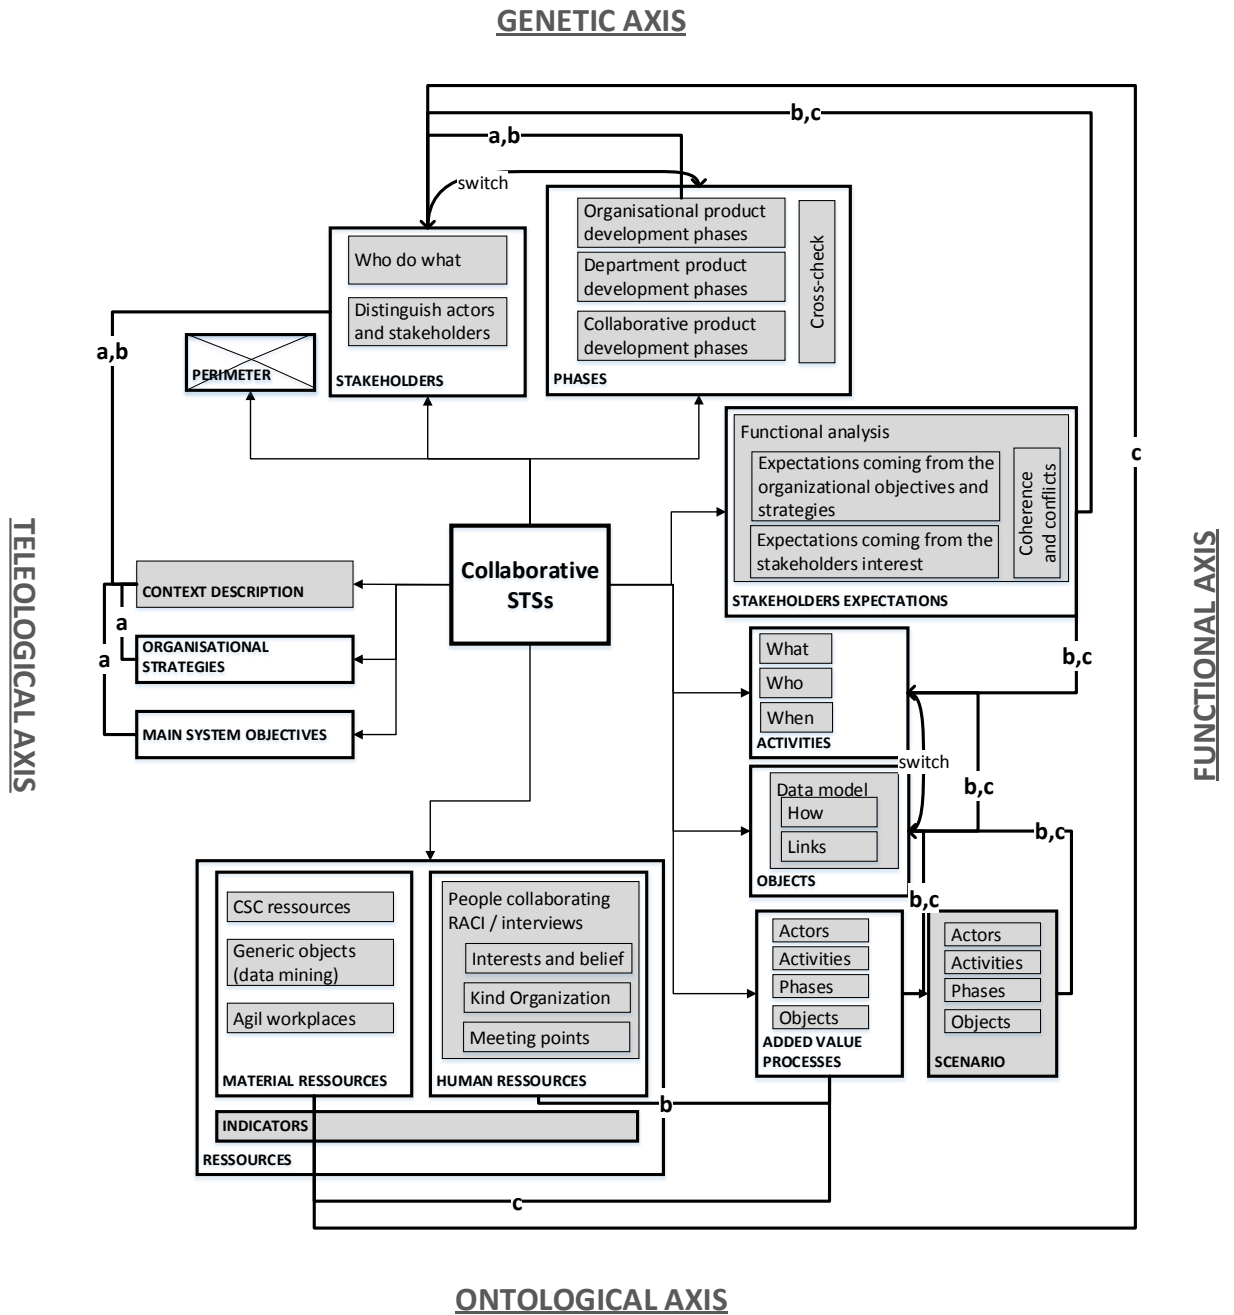 GENETIC AXIS
b,c
a,b
switch
Organisational product
development phases
Department product
development phases
Collaborative product
development phases
Cross-check
PHASES
Who do what
Distinguish actors
and stakeholders
STAKEHOLDERS
a,b
PERIMETER
Functional analysis
Expectations coming from the
organizational objectives and
strategies
Expectations coming from the
stakeholders interest
Coherence
and conflicts
STAKEHOLDERS EXPECTATIONS
c
TELEOLOGICAL AXIS
FUNCTIONAL AXIS
Collaborative
STSs
CONTEXT DESCRIPTION
a
ORGANISATIONAL
STRATEGIES
a
MAIN SYSTEM OBJECTIVES
What
Who
When
ACTIVITIES
b,c
switch
b,c
Data model
How
Links
OBJECTS
b,c
b,c
Actors
Activities
Phases
Objects
ADDED VALUE
PROCESSES
Actors
Activities
Phases
Objects
SCENARIO
CSC ressources
Generic objects
(data mining)
Agil workplaces
MATERIAL RESSOURCES
People collaborating
RACI / interviews
Interests and belief
Kind Organization
Meeting points
HUMAN RESSOURCES
b
INDICATORS
RESSOURCES
c
ONTOLOGICAL AXIS